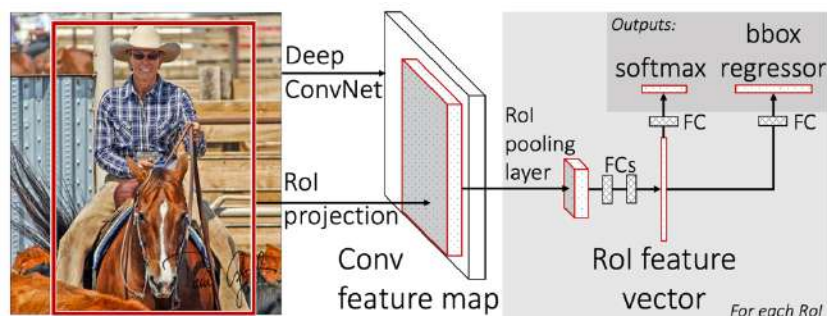 Deep
ConvNet
RoI
projection
Conv
feature map
RoI
pooling
layer
FCs
Outputs:
softmax
bbox
regressor
FC
FC
RoI feature
vector
For each RoI